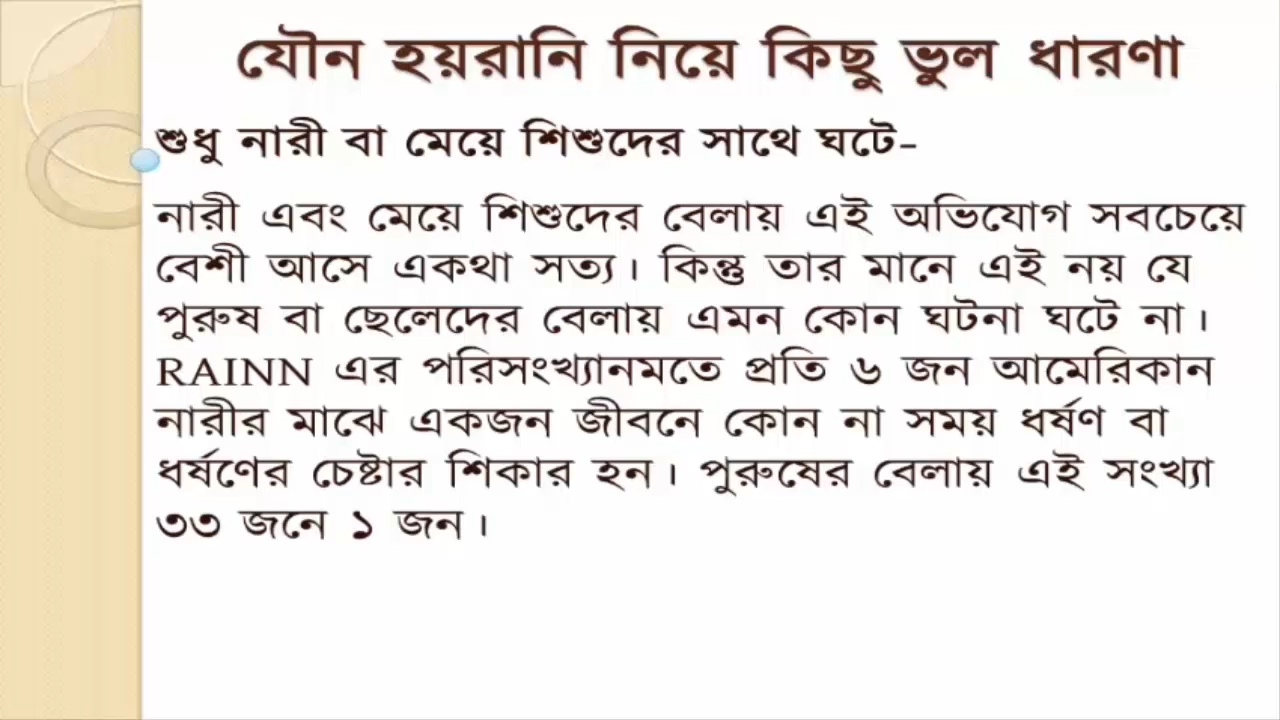 যৌন হয়রানি নিয়ে কিছু ভুল ধারণা
শুধু নারী বা মেয়ে শিশুদের সাথে ঘটে-
নারী এবং মেয়ে শিশুদের বেলায় এই অভিযোগ সবচেয়ে
বেশী আসে একথা সত্য। কিন্তু তার মানে এই নয় যে
পুরুষ বা ছেলেদের বেলায় এমন কোন ঘটনা ঘটে না।
RAINN এর পরিসংখ্যানমতে প্রতি ৬ জন আমেরিকান
নারীর মাঝে একজন জীবনে কোন না সময় ধর্ষণ বা
ধর্ষণের চেষ্টার শিকার হন। পুরুষের বেলায় এই সংখ্যা
৩৩ জনে ১ জন।